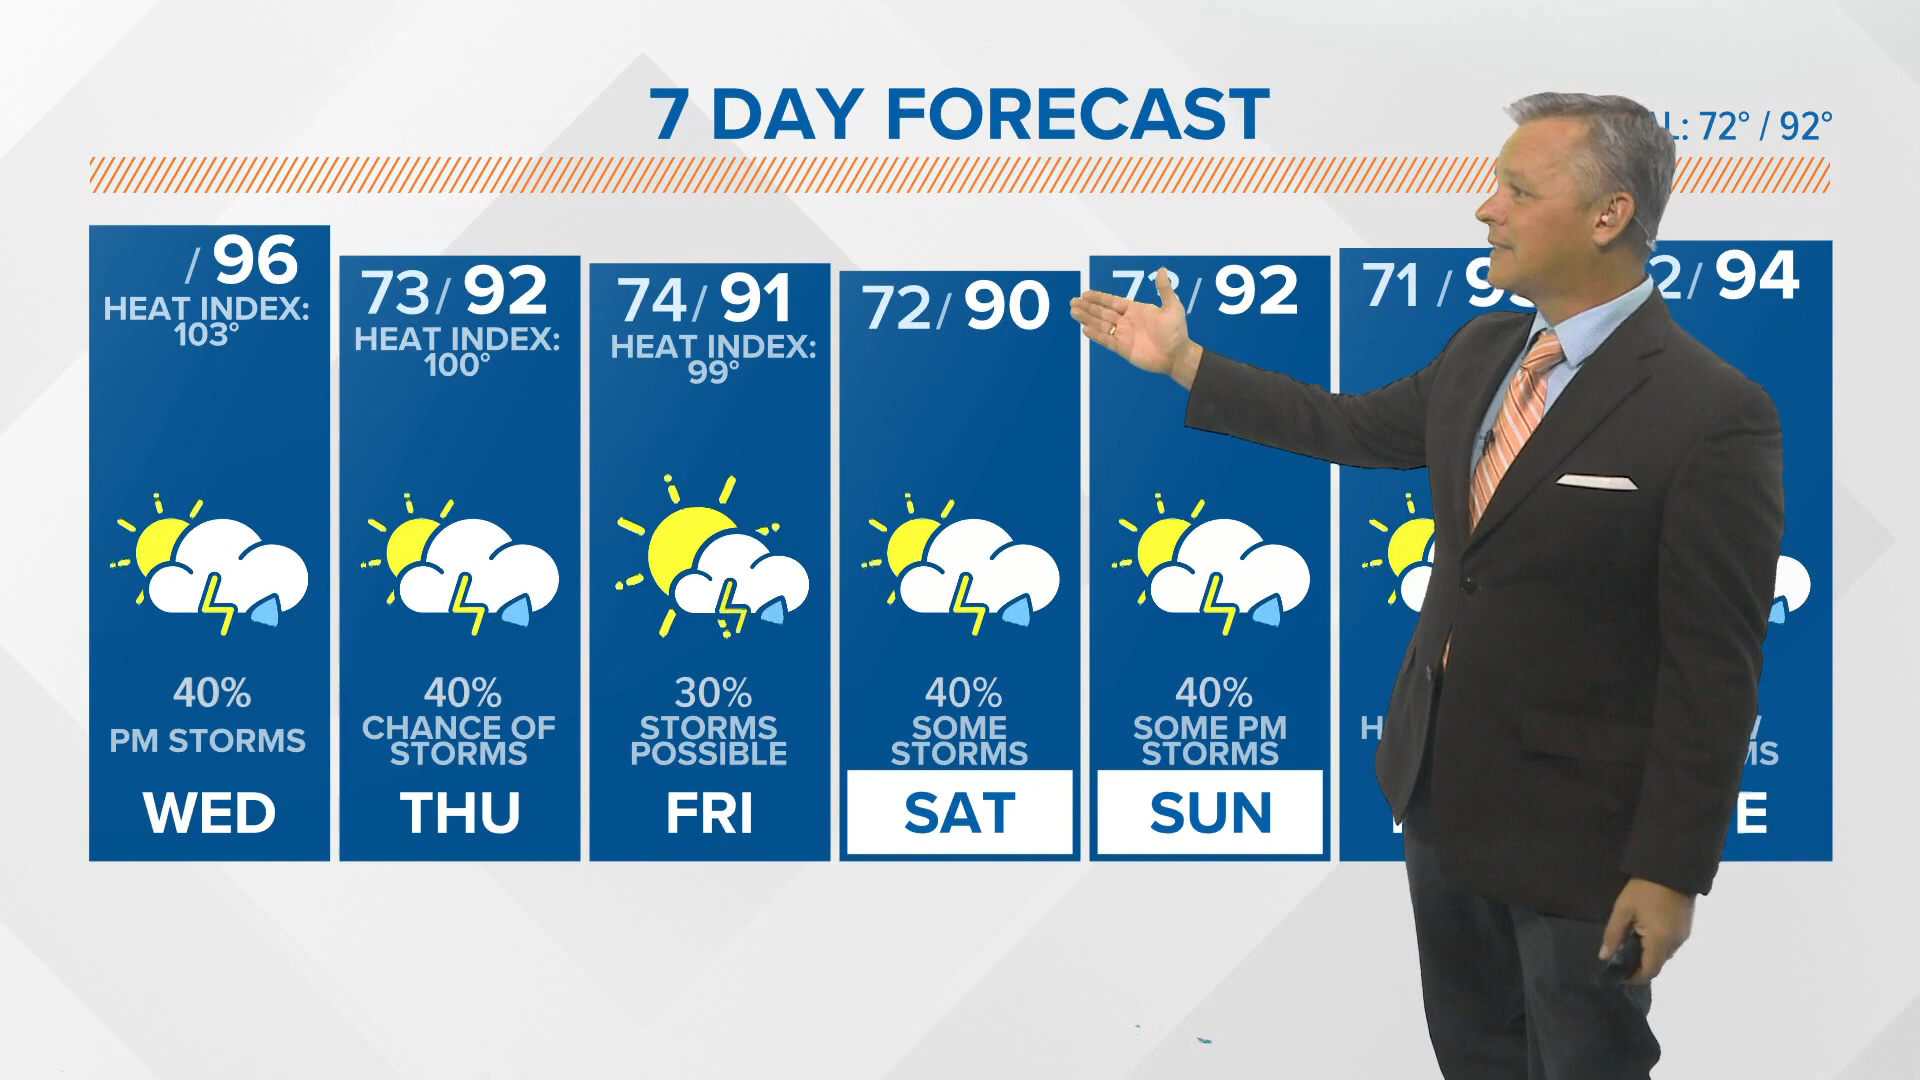 7 DAY FORECAST
72° / 92°
/ 96
HEAT INDEX:
103°
40%
PM STORMS
WED
73/ 92
HEAT INDEX:
100°
40%
CHANCE OF
STORMS
THU
74/ 91
HEAT INDEX:
99°
30%
STORMS
POSSIBLE
FRI
72/ 90
40%
SOME
STORMS
SAT
/ 92
40%
SOME PM
STORMS
SUN
71 /
/ 94